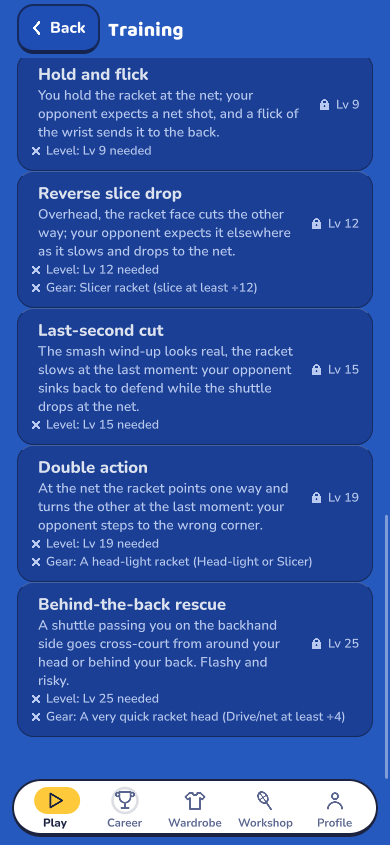 Back
Training
Hold and flick
You hold the racket at the net; your
opponent expects a net shot, and a flick of
the wrist sends it to the back.
Lv 9
Level: Lv 9 needed
Reverse slice drop
Overhead, the racket face cuts the other
way; your opponent expects it elsewhere
as it slows and drops to the net.
Lv 12
Level: Lv 12 needed
Gear: Slicer racket (slice at least +12)
Last-second cut
The smash wind-up looks real, the racket
slows at the last moment: your opponent
sinks back to defend while the shuttle
drops at the net.
Lv 15
Level: Lv 15 needed
Double action
At the net the racket points one way and
turns the other at the last moment: your
opponent steps to the wrong corner.
Lv 19
Level: Lv 19 needed
Gear: A head-light racket (Head-light or Slicer)
Behind-the-back rescue
A shuttle passing you on the backhand
side goes cross-court from around your
head or behind your back. Flashy and
risky.
Lv 25
Level: Lv 25 needed
Gear: A very quick racket head (Drive/net at least +4)
Play
Career
Wardrobe
Workshop
Profile